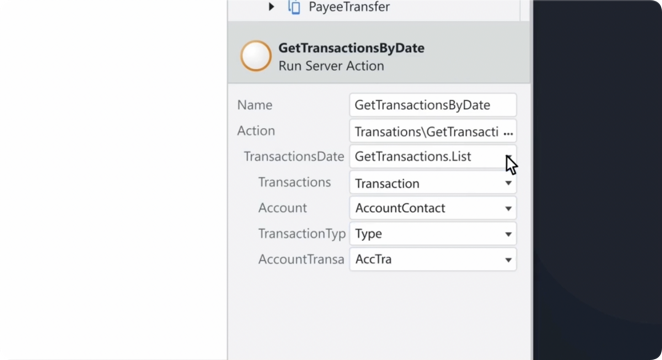 PayeeTransfer
GetTransactionsByDate
Run Server Action
Name GetTransactionsByDate
Action Transations\GetTransacti ...
TransactionsDate GetTransactions.List
Transactions Transaction
Account AccountContact
TransactionTyp Type
AccountTransa AccTra